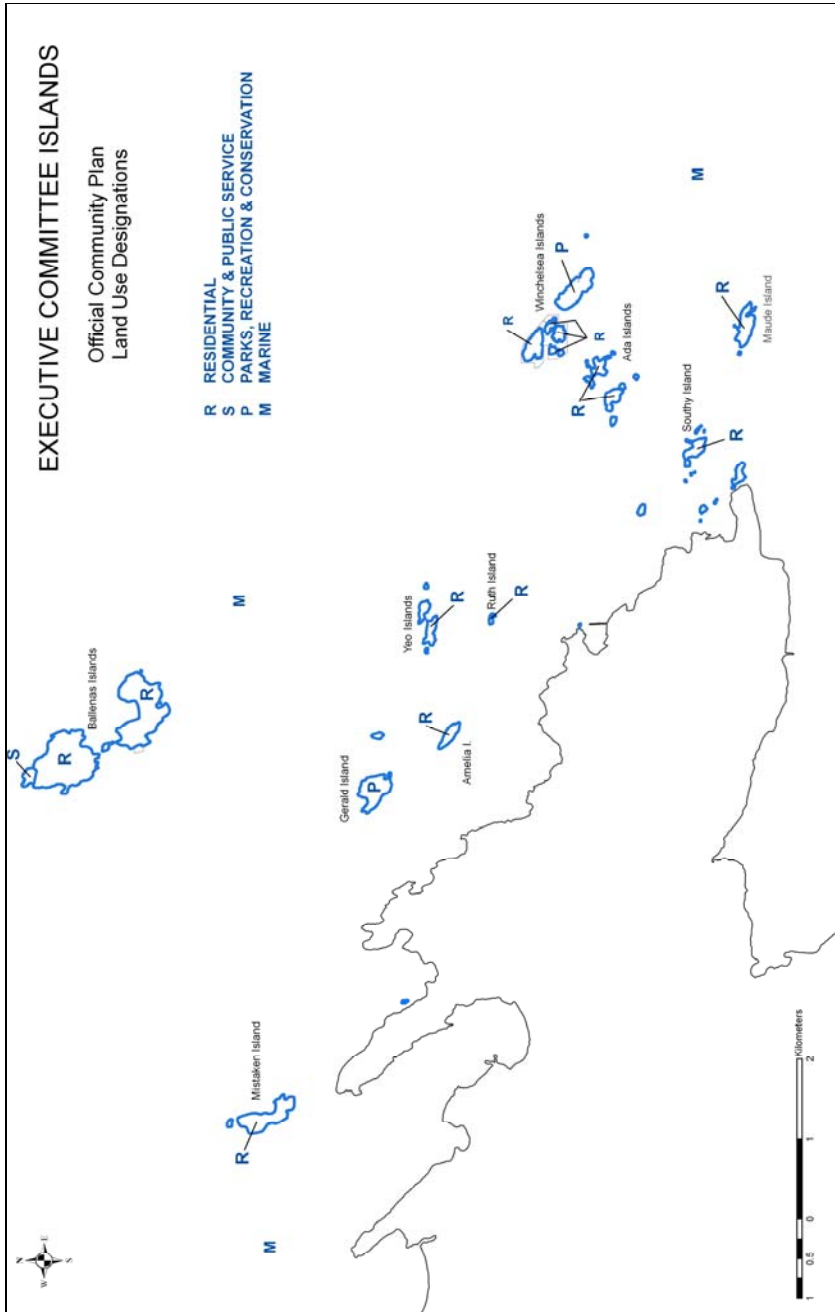 EXECUTIVE COMMITTEE ISLANDS
Official Community Plan
Land Use Designations
R RESIDENTIAL
S COMMUNITY & PUBLIC SERVICE
P PARKS, RECREATION & CONSERVATION
M MARINE
N
W E
S
S
R
Ballenas Islands
R
M
Mistaken Island
R
M
Gerald Island
P
R
Amelia I.
Yeo Islands
R
Ruth Island
R
Winchelsea Islands
R
P
R
Ada Islands
R
M
Southy Island
R
R
Maude Island
1 0.5 0 1 2
Kilometers